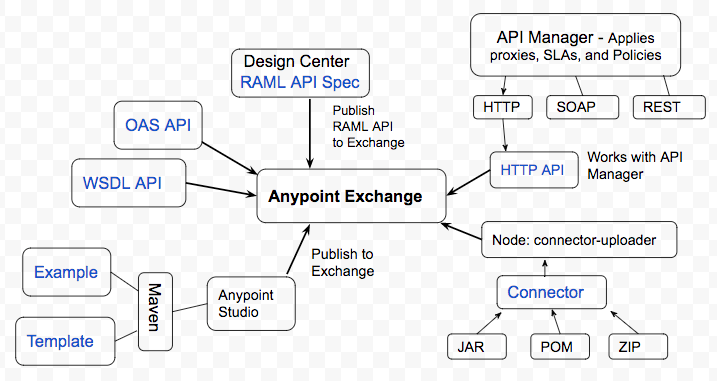 API Manager - Applies
proxies, SLAs, and Policies
Design Center
RAML API Spec
HTTP
SOAP
REST
Publish
RAML API
to Exchange
OAS API
HTTP API
Works with API
Manager
WSDL API
Anypoint Exchange
Node: connector-uploader
Publish to
Exchange
Example
Maven
Anypoint
Studio
Connector
Template
JAR
POM
ZIP